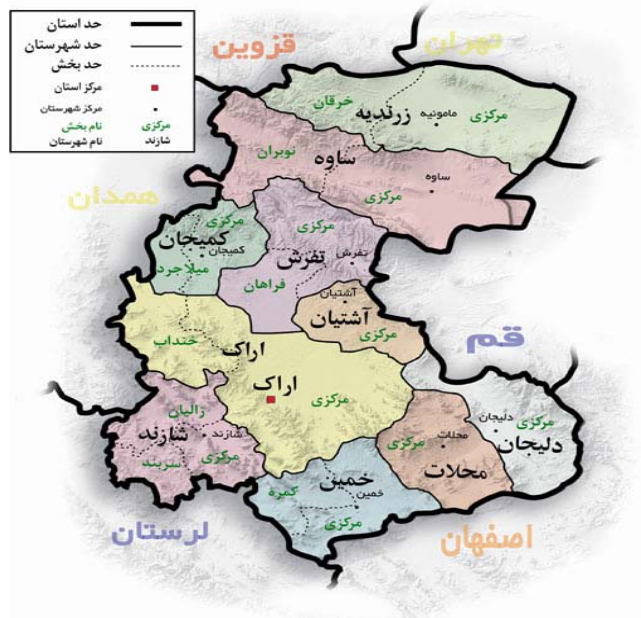 حد استان
حد شهرستان
حد بخش
مرکز استان
مرکز شهرستان
نام بخش مرکزی
نام شهرستان شازند
قزوین
تهران
خرقان
زرندیه
مامونیه
مرکزی
نوبران
ساوه
ساوه
مرکزی
همدان
مرکزی
کمیجان
کمیجان
میلاجرد
مرکزی
تفرش
تفرش
فراهان
آشتیان
آشتیان
مرکزی
قم
خنداب
اراک
اراک
مرکزی
زالیان
شازند
شازند
سربند
مرکزی
دلیجان
مرکزی
دلیجان
محلات
مرکزی
محلات
خمین
کمره
خمین
مرکزی
لرستان
اصفهان